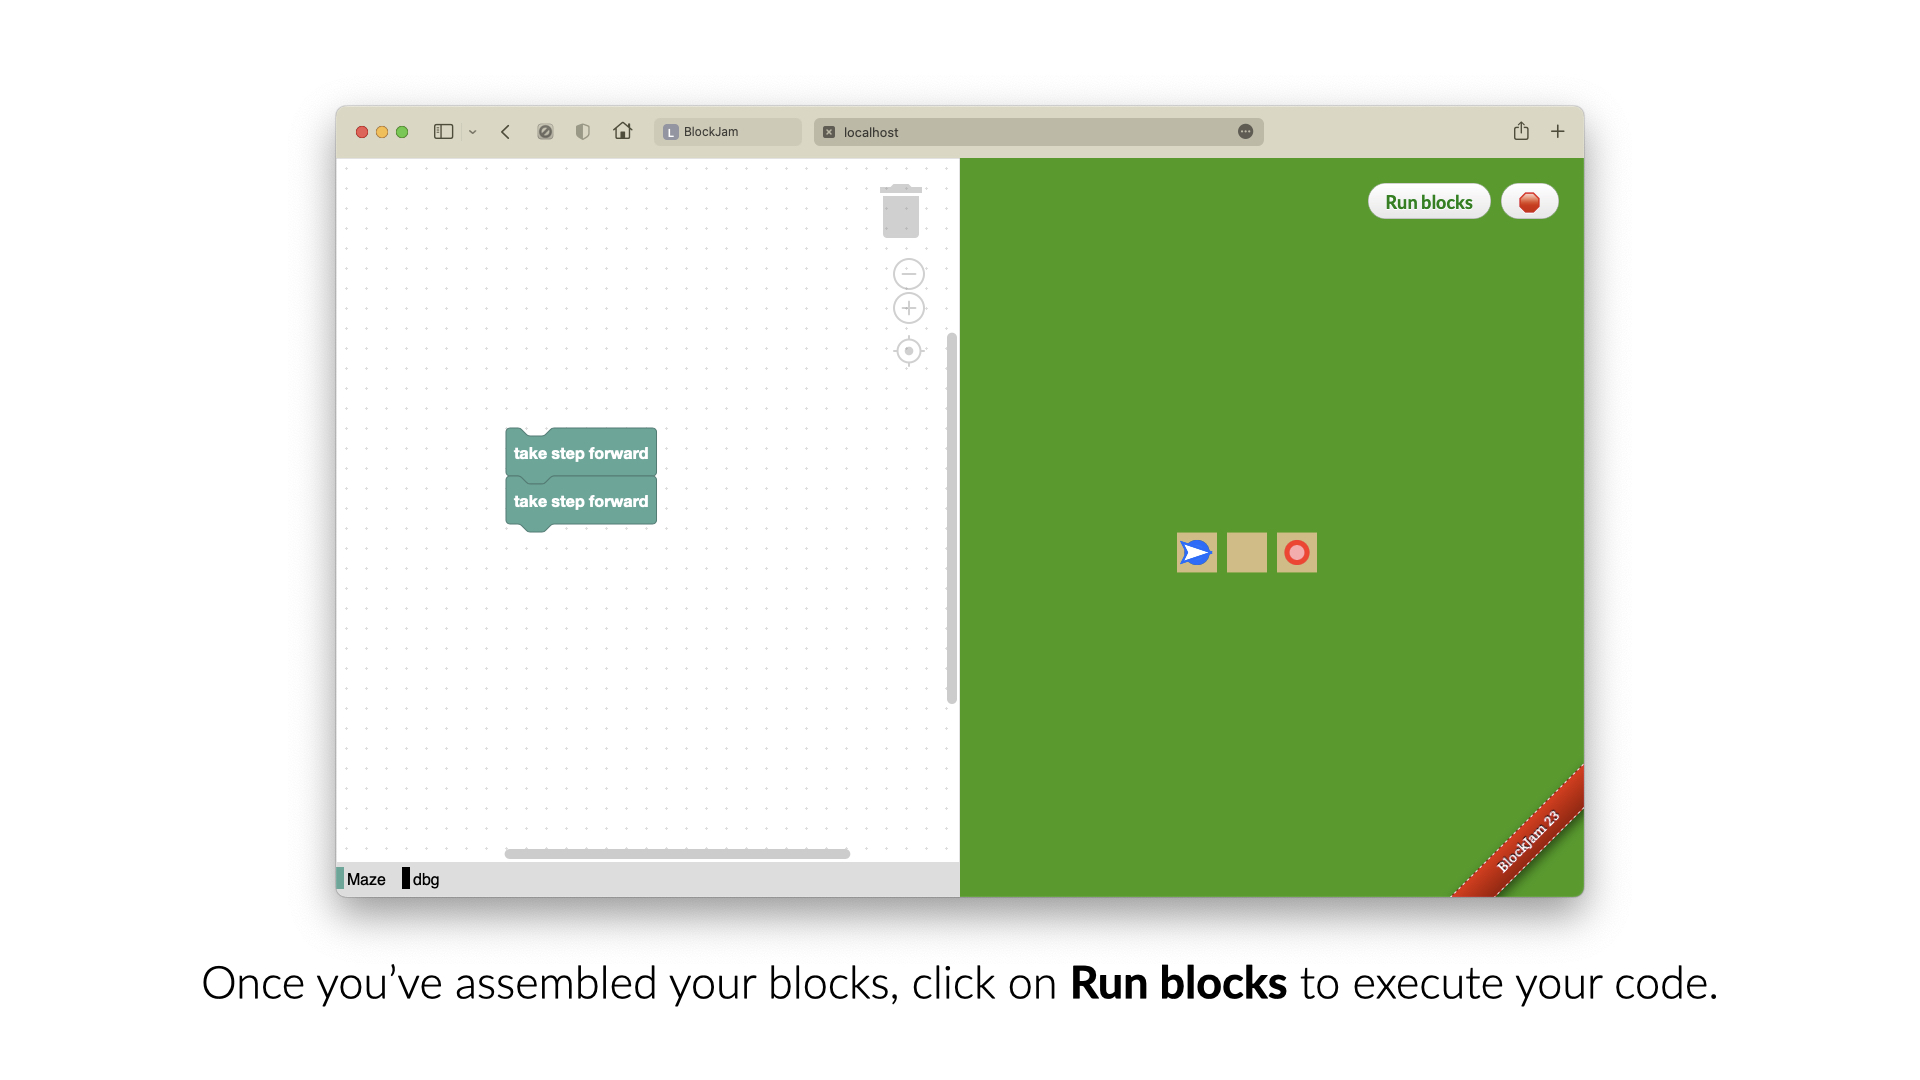 L BlockJam
localhost
Run blocks
take step forward
take step forward
Maze
dbg
BlockJam 23
Once you’ve assembled your blocks, click on Run blocks to execute your code.